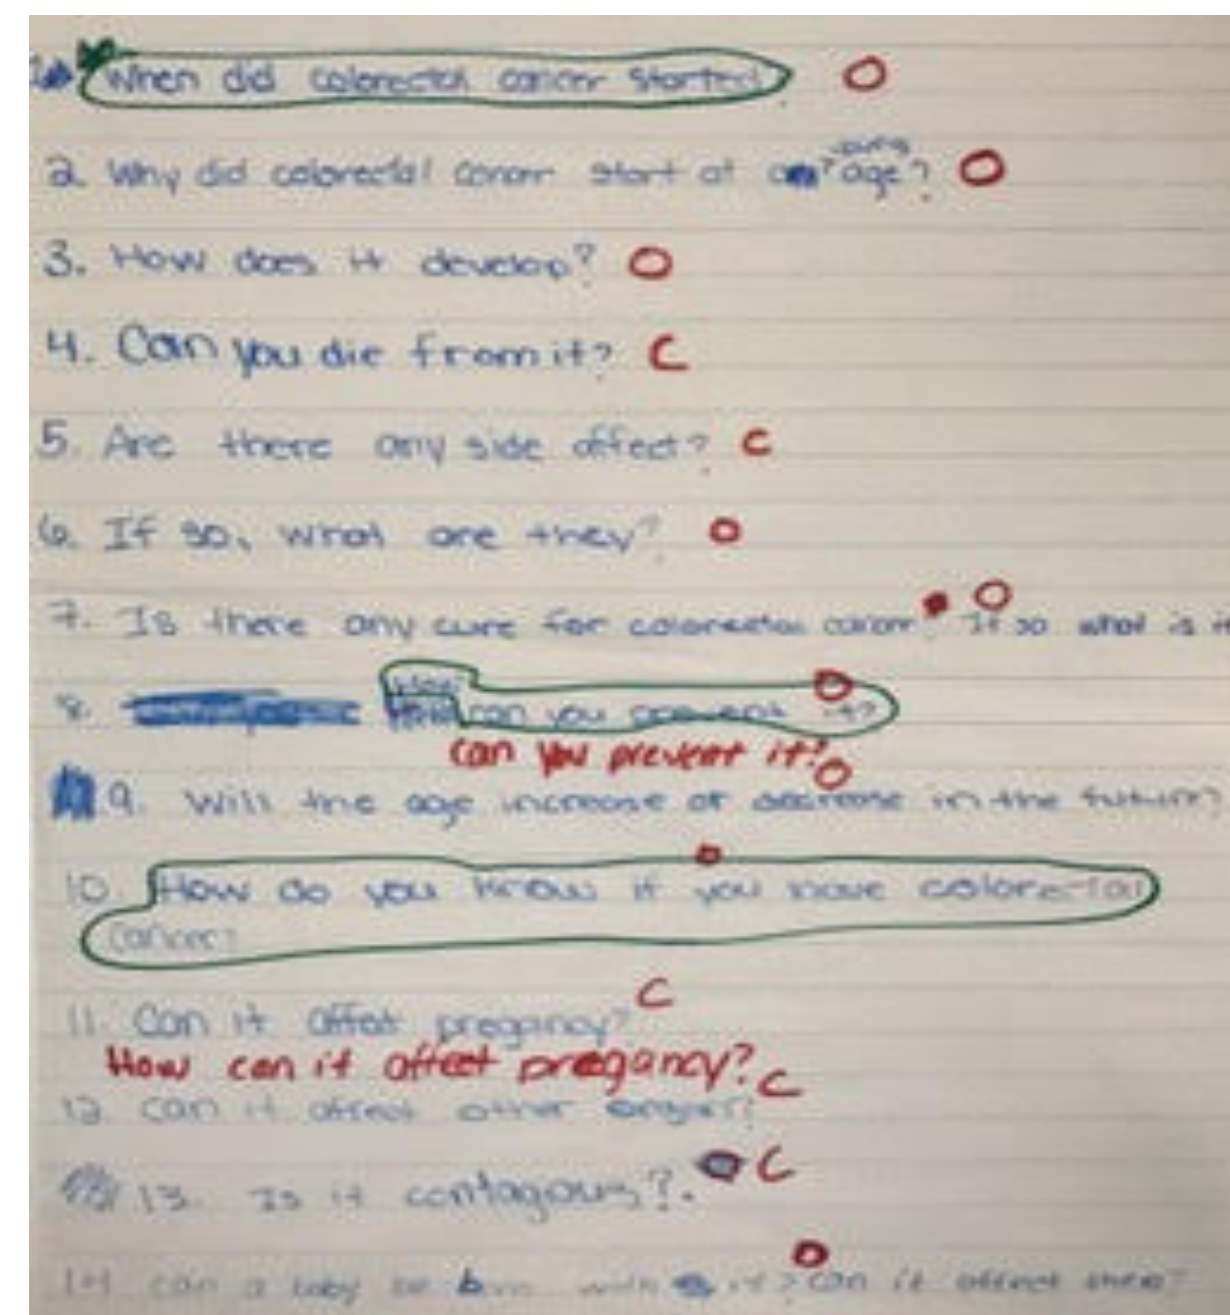 When did colorectal cancer started O
2. Why did colorectal cancer start at a young age? O
3. How does it develop? O
4. Can you die from it? C
5. Are there any side affect? C
6. If so, what are they? O
7. Is there any cure for colorectal cancer? If so what is it O
8. How can you prevent it? O
can you prevent it?
9. Will the age increase or decrease in the future? O
10. How do you know if you have colorectal O
cancer?
11. Can it affect pregancy? C
How can it affect pregancy?
12. Can it affect other organs? C
13. Is it contagous? C
14 can a baby be born with it? can it affect them? O